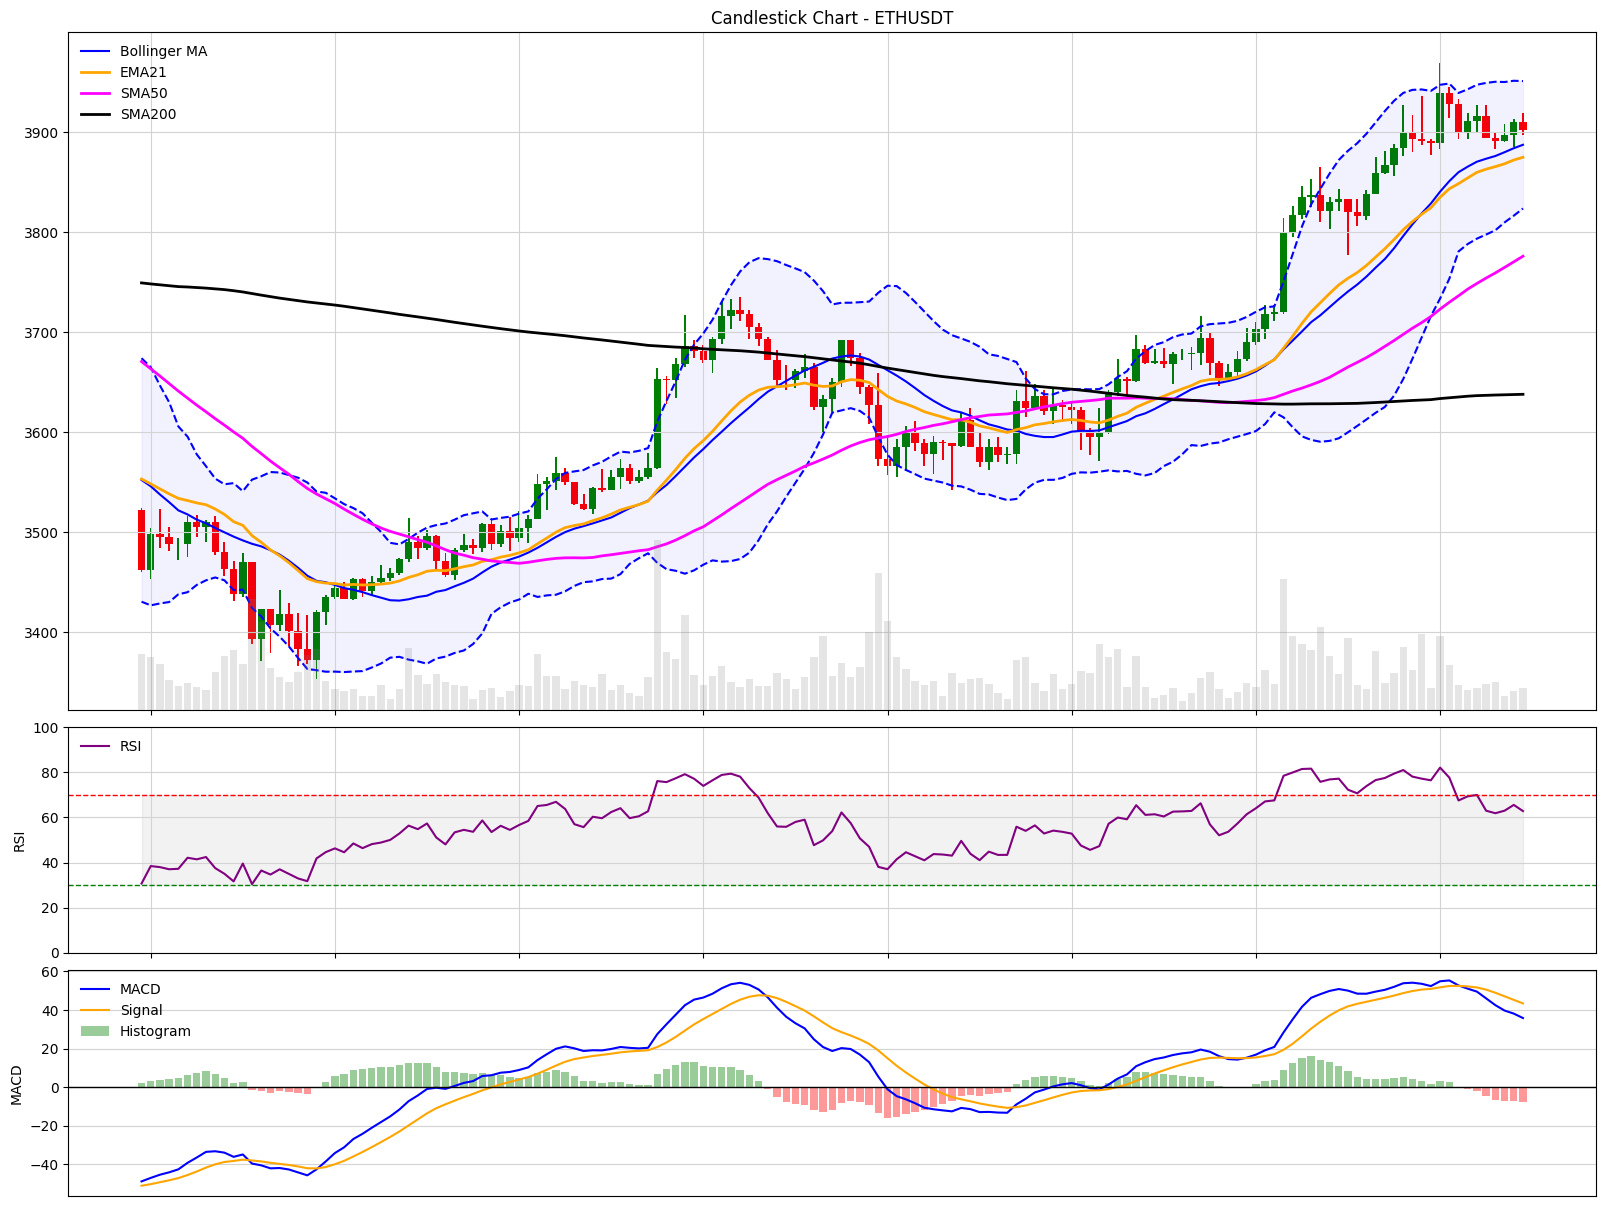 Candlestick Chart - ETHUSDT
Bollinger MA
EMA21
SMA50
SMA200
3900
3800
3700
3600
3500
3400
100
80
60
40
20
0
RSI
RSI
60
40
20
0
−20
−40
MACD
MACD
Signal
Histogram